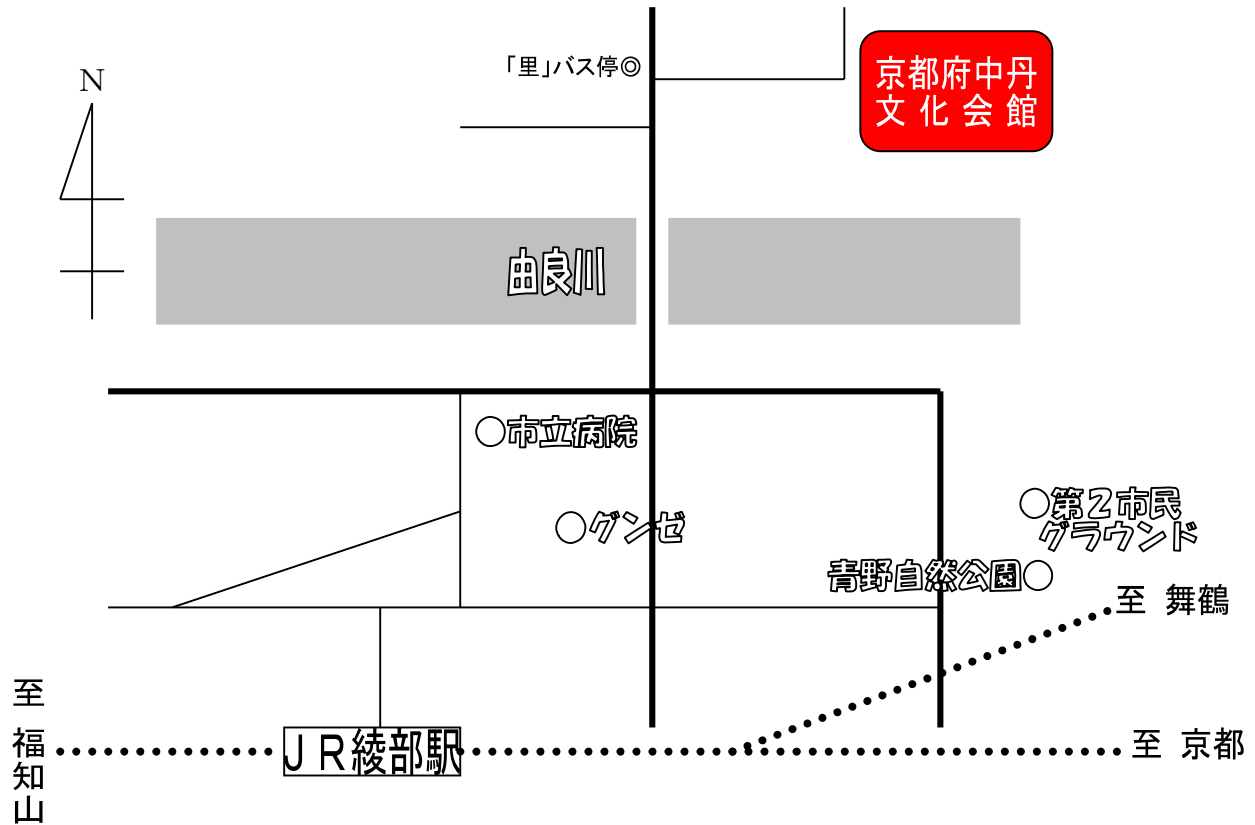 「里」バス停◎
京都府中丹
文化会館
N
由良川
○市立病院
○グンゼ
○第２市民
グラウンド
青野自然公園○
至 舞鶴
至 福知山
ＪＲ綾部駅
至 京都